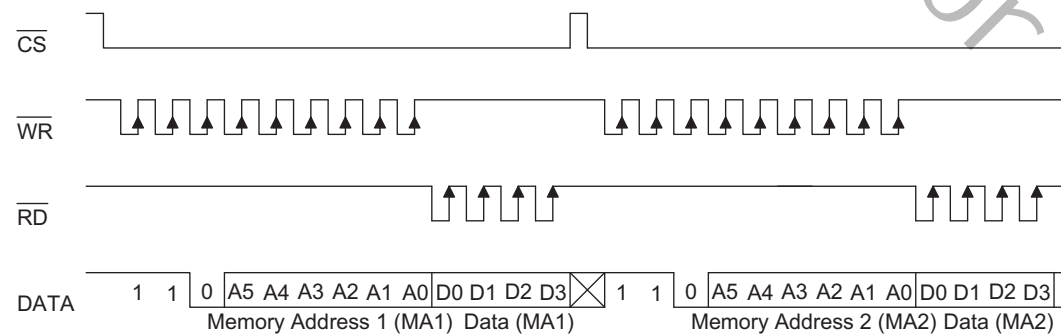 CS
WR
RD
DATA 1 1 0 A5 A4 A3 A2 A1 A0 D0 D1 D2 D3 1 1 0 A5 A4 A3 A2 A1 A0 D0 D1 D2 D3
Memory Address 1 (MA1) Data (MA1) Memory Address 2 (MA2) Data (MA2)
or